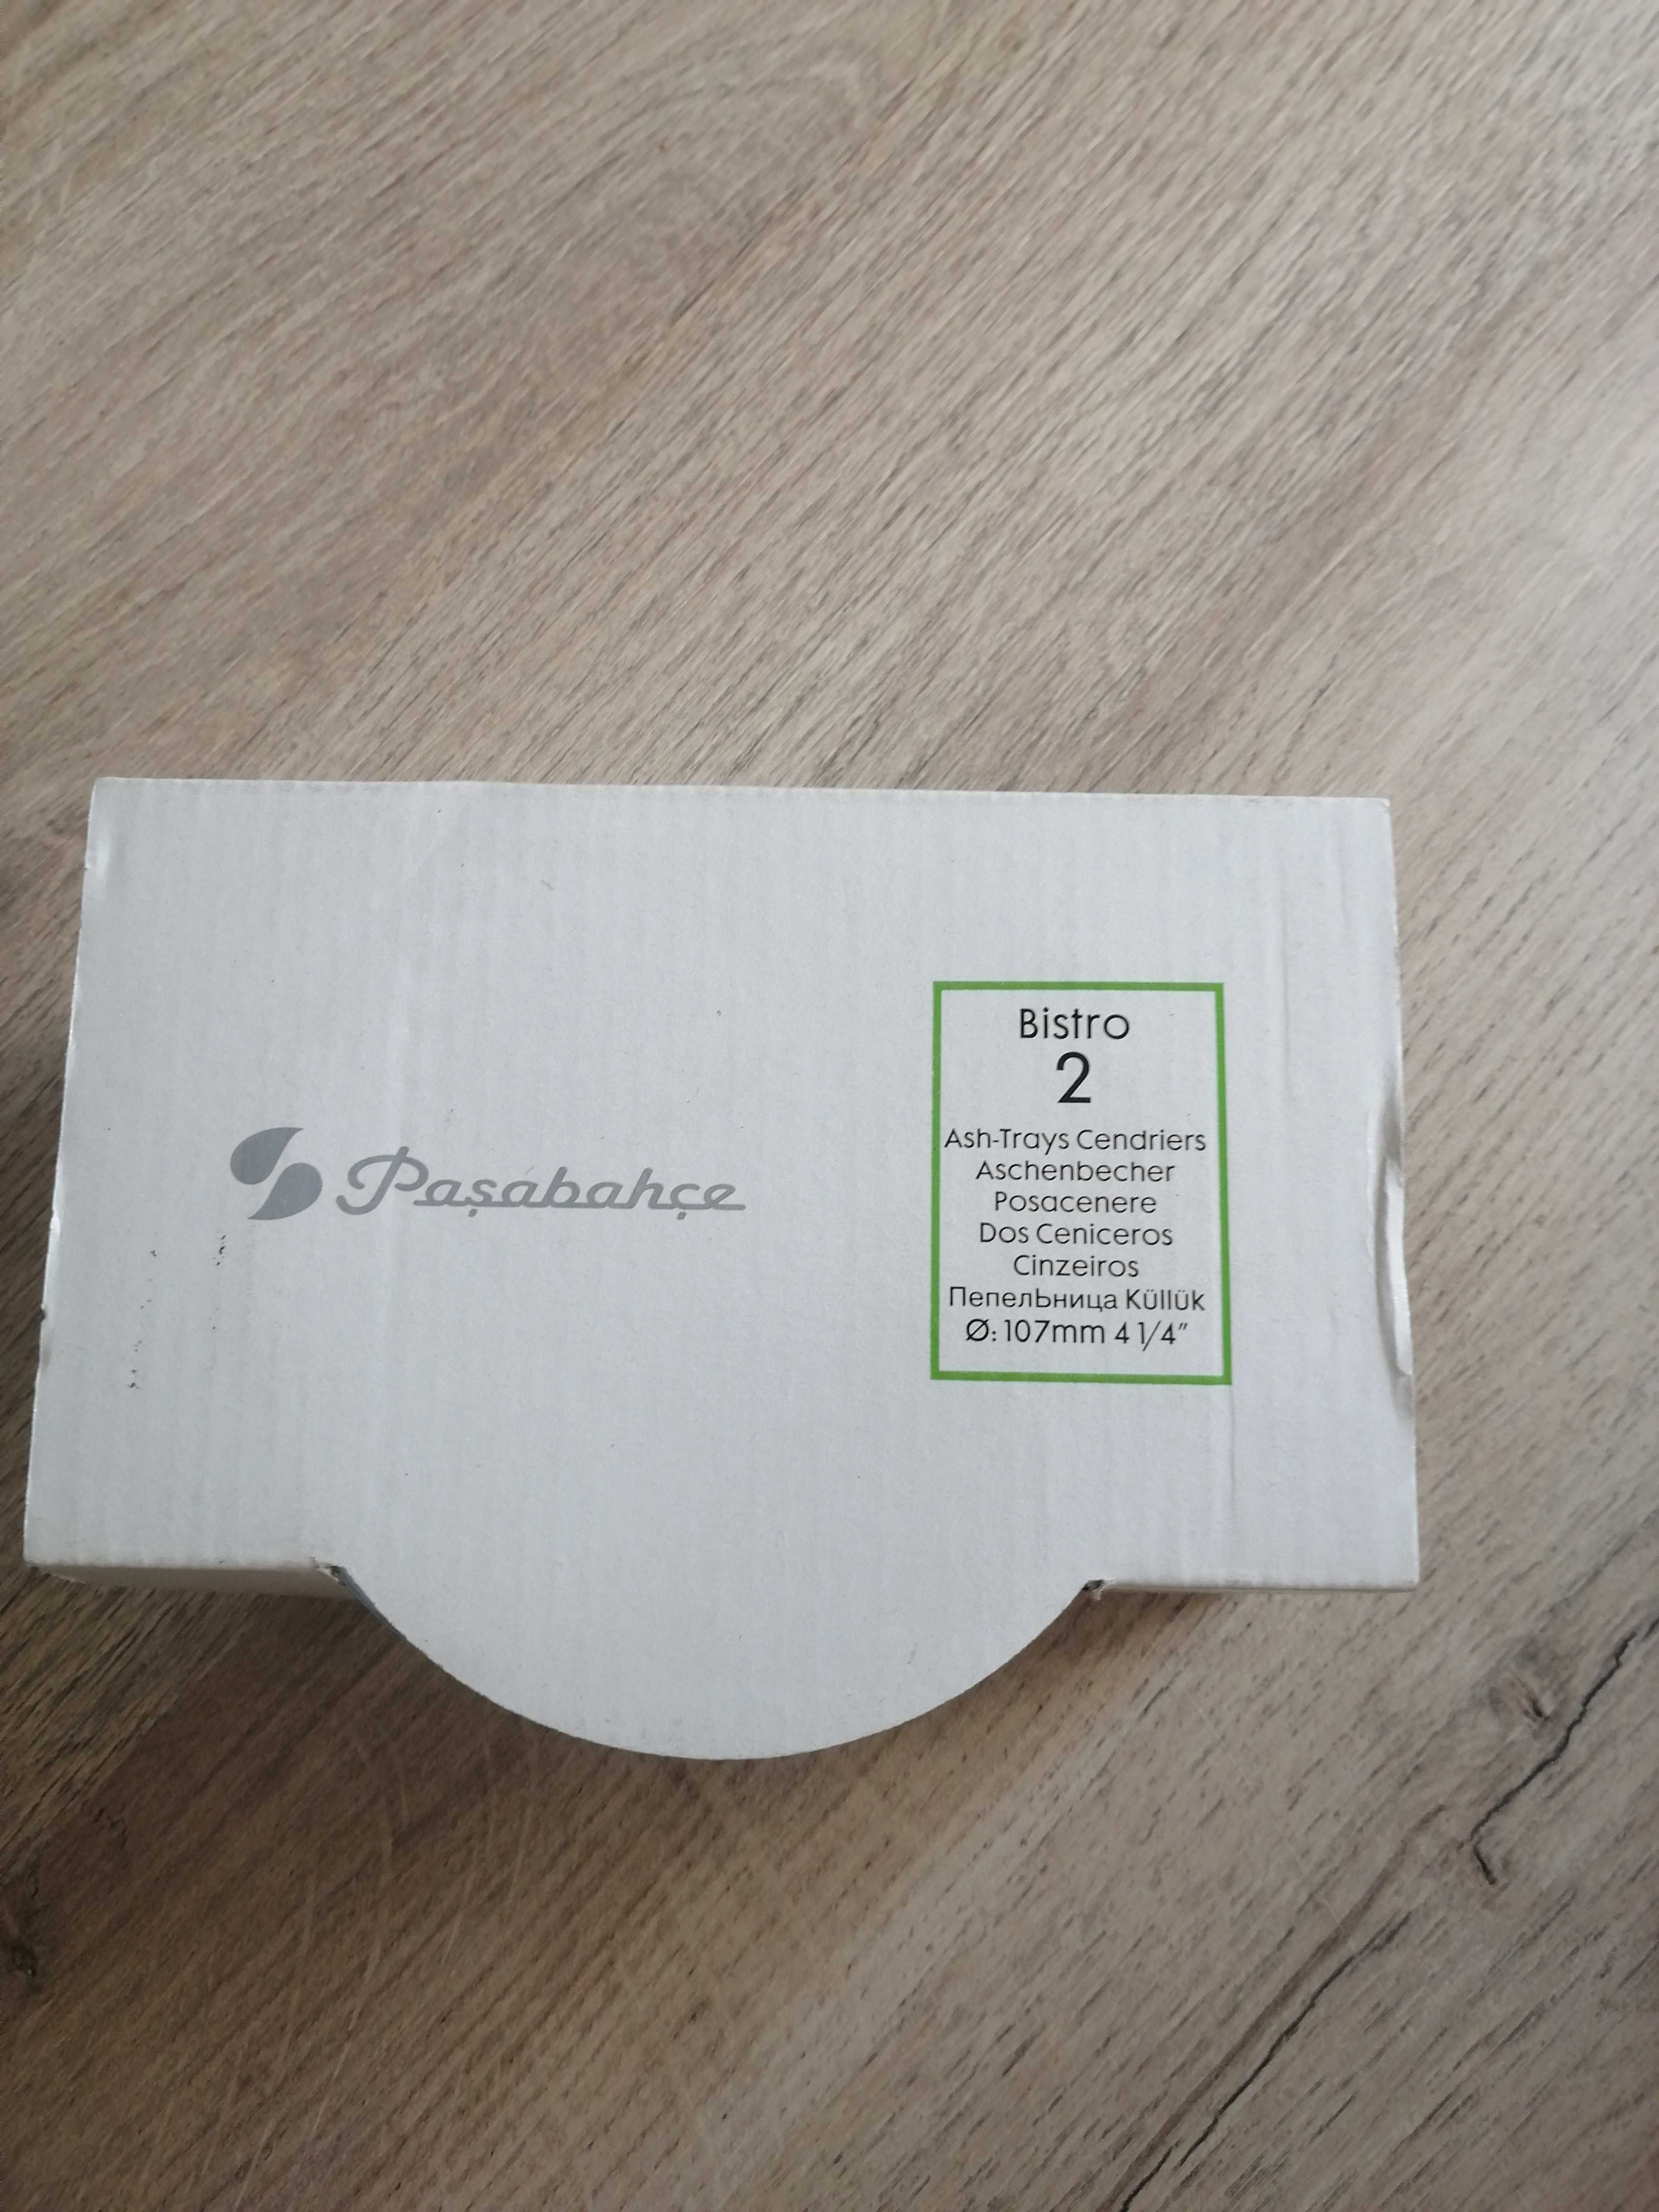 Paşabahçe
Bistro
2
Ash-Trays Cendriers
Aschenbecher
Posacenere
Dos Ceniceros
Cinzeiros
ПепелЬница Küllük
Ø: 107mm 4 1/4"